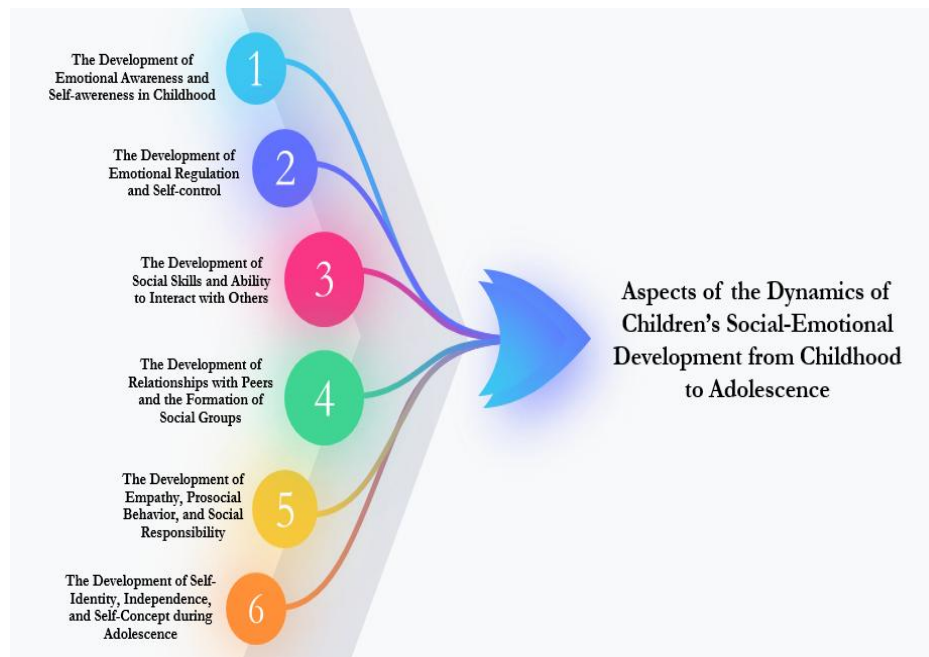 The Development of
Emotional Awareness and
Self-awereness in Childhood
1
The Development of
Emotional Regulation
and Self-control
2
The Development of
Social Skills and Ability
to Interact with Others
3
The Development of
Relationships with Peers
and the Formation of
Social Groups
4
The Development of
Empathy, Prosocial
Behavior, and Social
Responsibility
5
The Development of Self-
Identity, Independence,
and Self-Concept during
Adolescence
6
Aspects of the Dynamics of
Children's Social-Emotional
Development from Childhood
to Adolescence